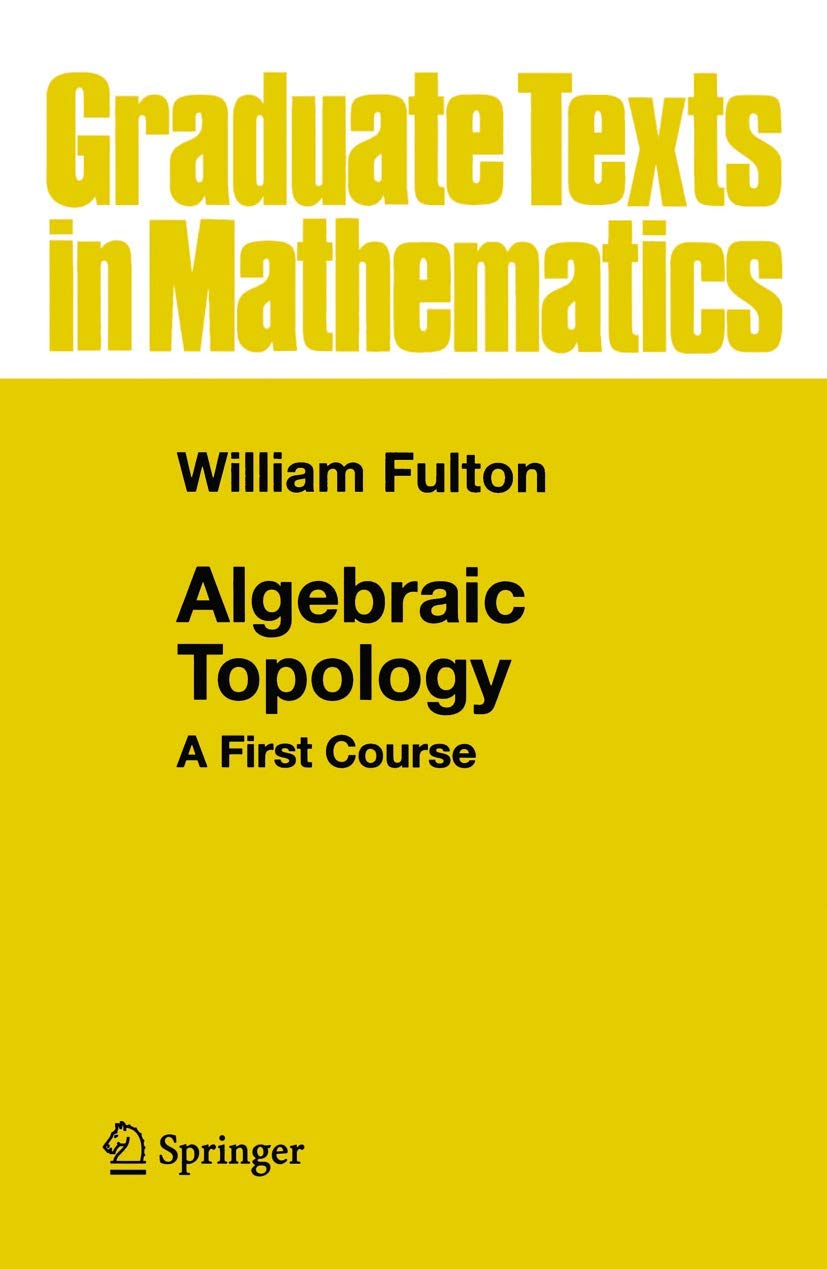 Graduate Texts
in Mathematics
William Fulton
Algebraic
Topology
A First Course
Springer